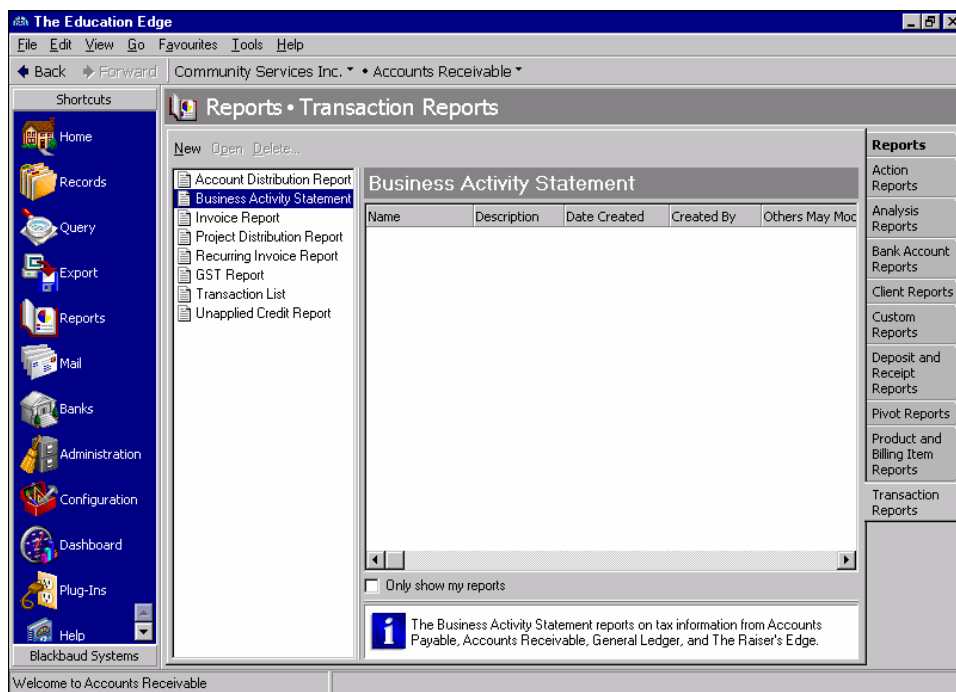 The Education Edge
File Edit View Go Favourites Tools Help
Back Forward Community Services Inc. • Accounts Receivable
Shortcuts
Home
Records
Query
Export
Reports
Mail
Banks
Administration
Configuration
Dashboard
Plug-Ins
Help
Blackbaud Systems
Reports • Transaction Reports
New Open Delete...
Account Distribution Report
Business Activity Statement
Invoice Report
Project Distribution Report
Recurring Invoice Report
GST Report
Transaction List
Unapplied Credit Report
Business Activity Statement
Name Description Date Created Created By Others May Moc
Only show my reports
The Business Activity Statement reports on tax information from Accounts
Payable, Accounts Receivable, General Ledger, and The Raiser's Edge.
Reports
Action
Reports
Analysis
Reports
Bank Account
Reports
Client Reports
Custom
Reports
Deposit and
Receipt
Reports
Pivot Reports
Product and
Billing Item
Reports
Transaction
Reports
Welcome to Accounts Receivable